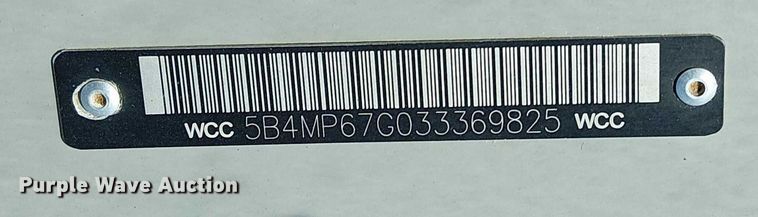 WCC 5B4MP67G033369825 WCC
Purple Wave Auction